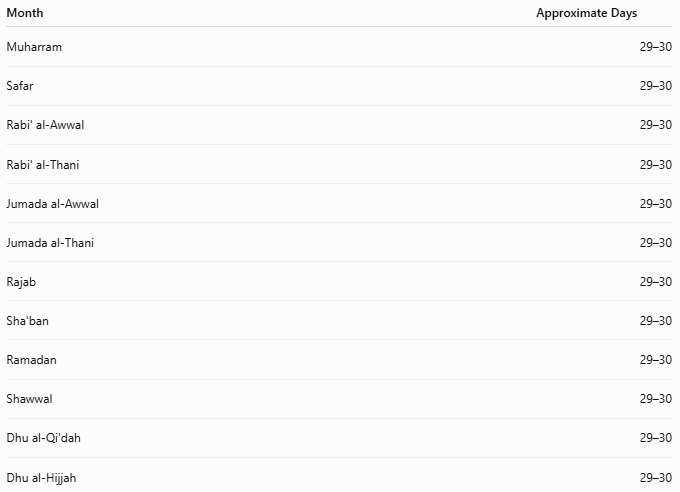 Month Approximate Days
Muharram 29–30
Safar 29–30
Rabi' al-Awwal 29–30
Rabi' al-Thani 29–30
Jumada al-Awwal 29–30
Jumada al-Thani 29–30
Rajab 29–30
Sha'ban 29–30
Ramadan 29–30
Shawwal 29–30
Dhu al-Qi'dah 29–30
Dhu al-Hijjah 29–30